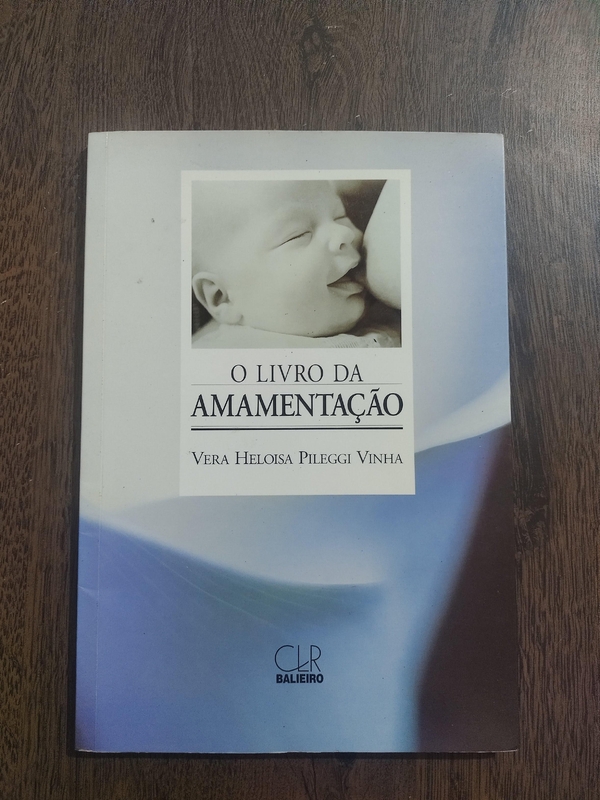 O LIVRO DA
AMAMENTAÇÃO
VERA HELOISA PILEGGI VINHA
CLR
BALIEIRO